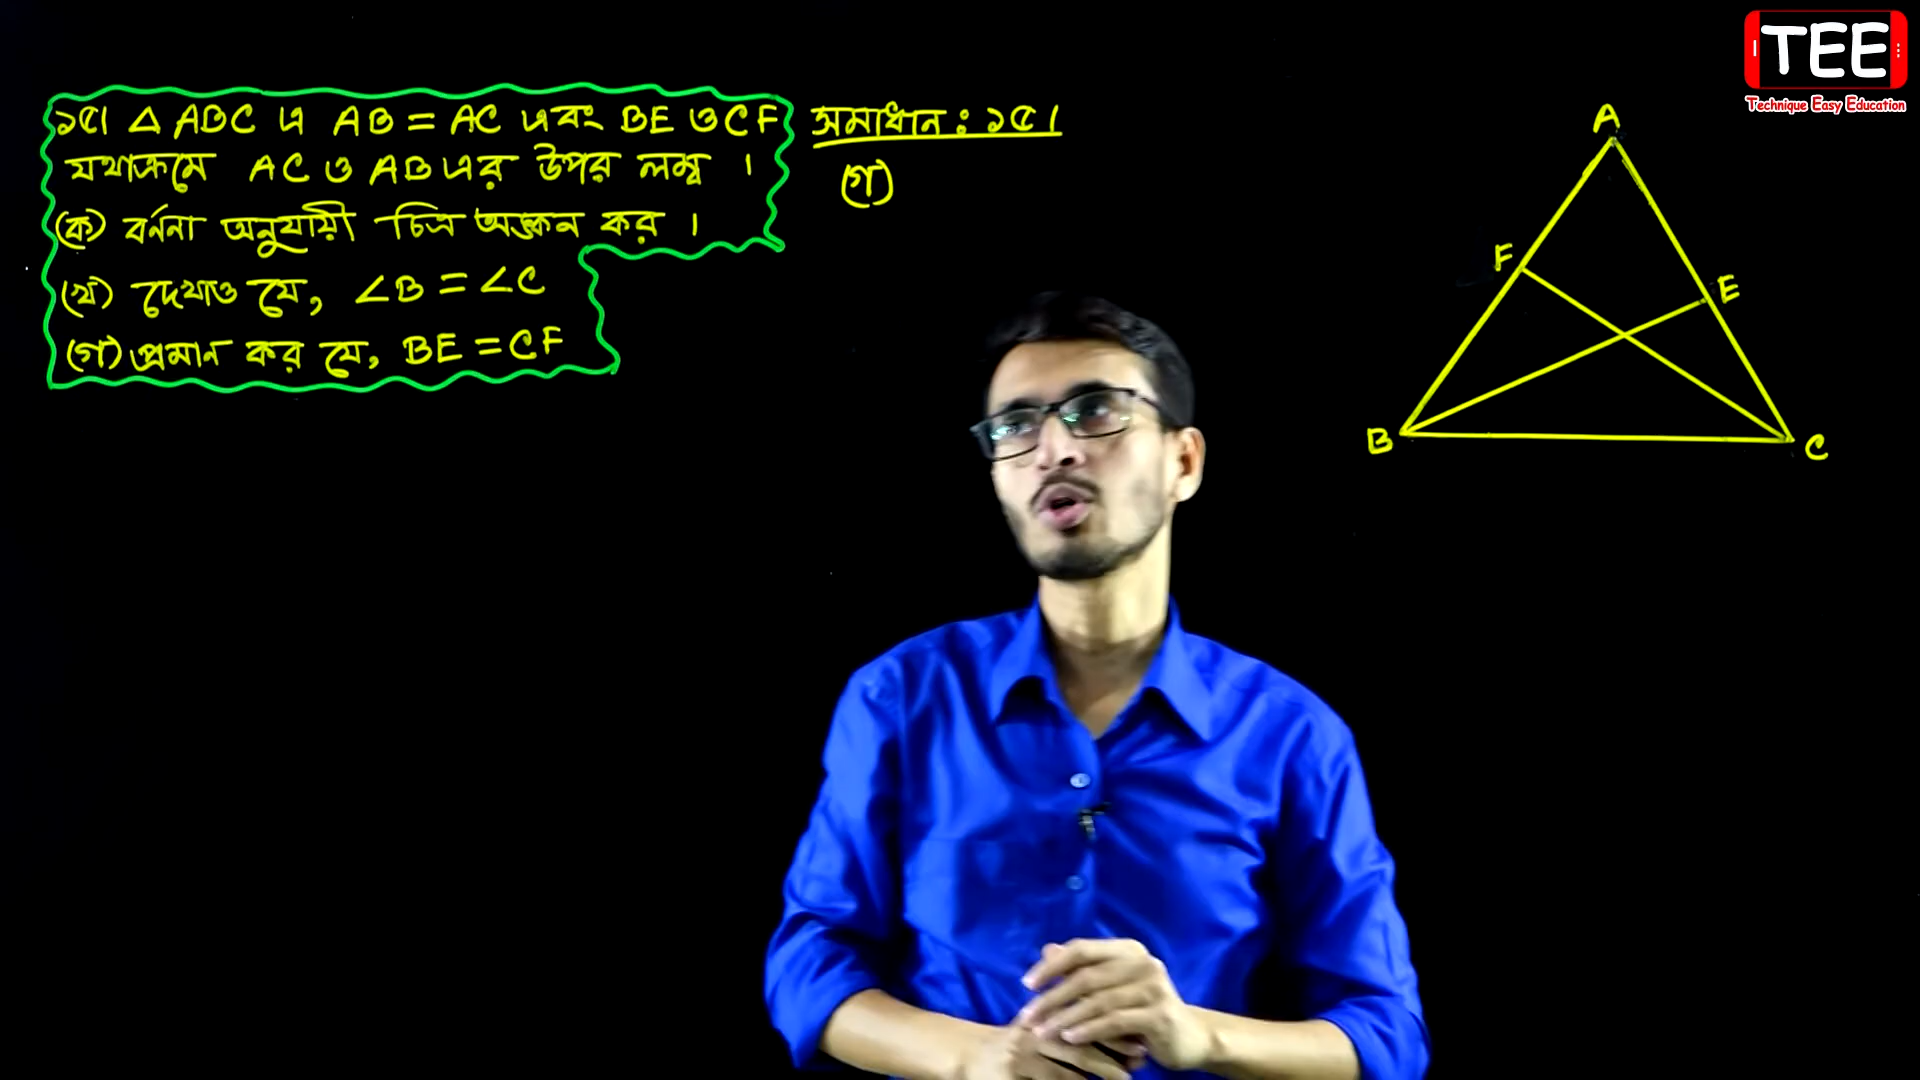 ১৫। △ ABC এ AB = AC এবং BE ও CF
যথাক্রমে AC ও AB এর উপর লম্ব ।
(ক) বর্ননা অনুযায়ী চিত্র অঙ্কন কর ।
(খ) দেখাও যে, ∠B = ∠C
(গ) প্রমান কর যে, BE = CF
সমাধান : ১৫।
(গ)
A
F
E
B
C
TEE
Technique Easy Education